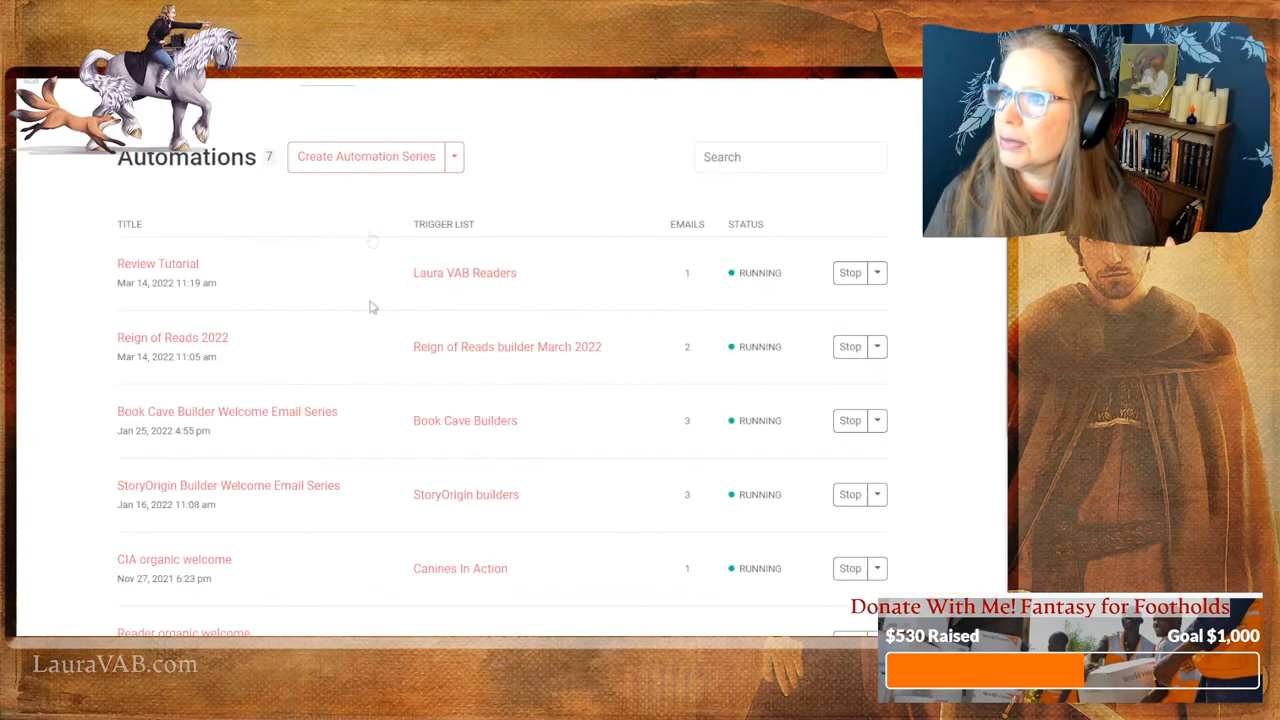 Automations 7 Create Automation Series Search
TITLE TRIGGER LIST EMAILS STATUS
Review Tutorial
Mar 14, 2022 11:19 am
Laura VAB Readers 1 RUNNING Stop
Reign of Reads 2022
Mar 14, 2022 11:05 am
Reign of Reads builder March 2022 2 RUNNING Stop
Book Cave Builder Welcome Email Series
Jan 25, 2022 4:55 pm
Book Cave Builders 3 RUNNING Stop
StoryOrigin Builder Welcome Email Series
Jan 16, 2022 11:08 am
StoryOrigin builders 3 RUNNING Stop
CIA organic welcome
Nov 27, 2021 6:23 pm
Canines In Action 1 RUNNING Stop
Reader organic welcome
Donate With Me! Fantasy for Footholds
$530 Raised Goal $1,000
LauraVAB.com